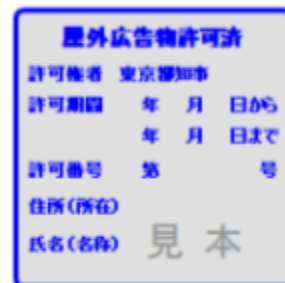 屋外広告物許可済
許可権者 東京都知事
許可期間 年 月 日から
年 月 日まで
許可番号 第 号
住所(所在)
氏名(名称)
見本